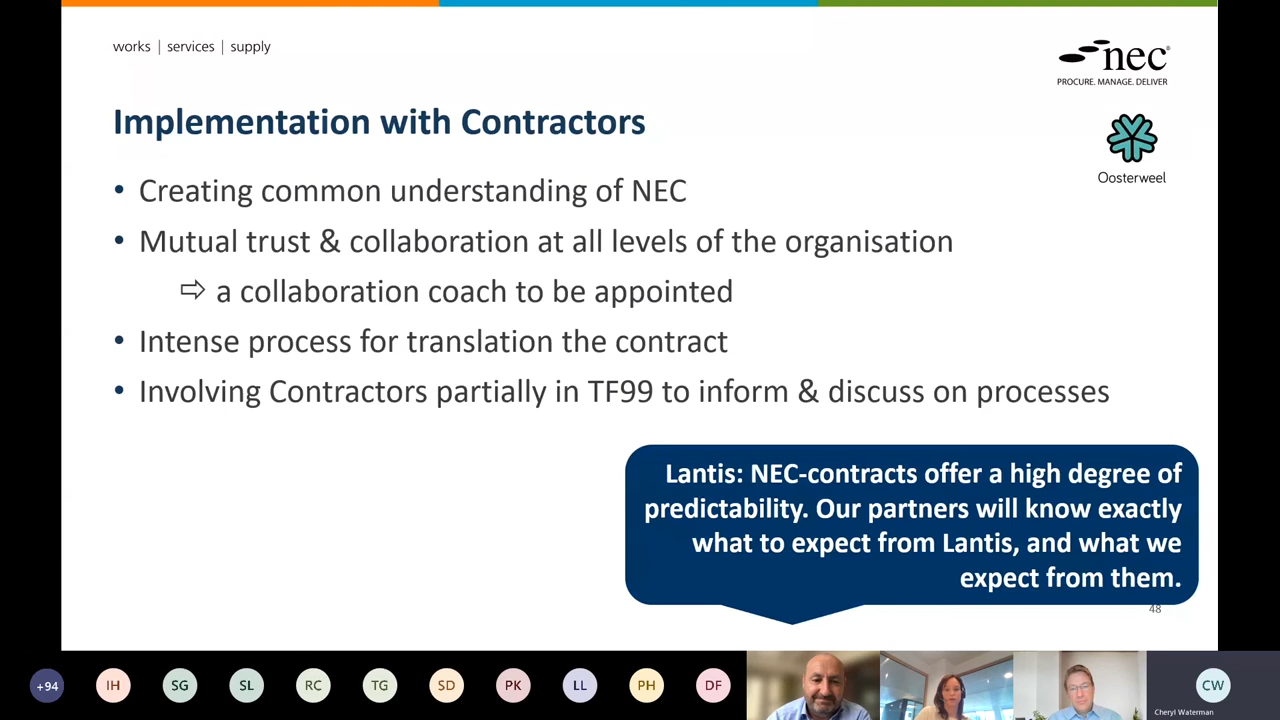 works | services | supply
nec®
PROCURE. MANAGE. DELIVER
Implementation with Contractors
Oosterweel
• Creating common understanding of NEC
• Mutual trust & collaboration at all levels of the organisation
⇨ a collaboration coach to be appointed
• Intense process for translation the contract
• Involving Contractors partially in TF99 to inform & discuss on processes
Lantis: NEC-contracts offer a high degree of
predictability. Our partners will know exactly
what to expect from Lantis, and what we
expect from them.
48
+94 IH SG SL RC TG SD PK LL PH DF CW
Cheryl Waterman